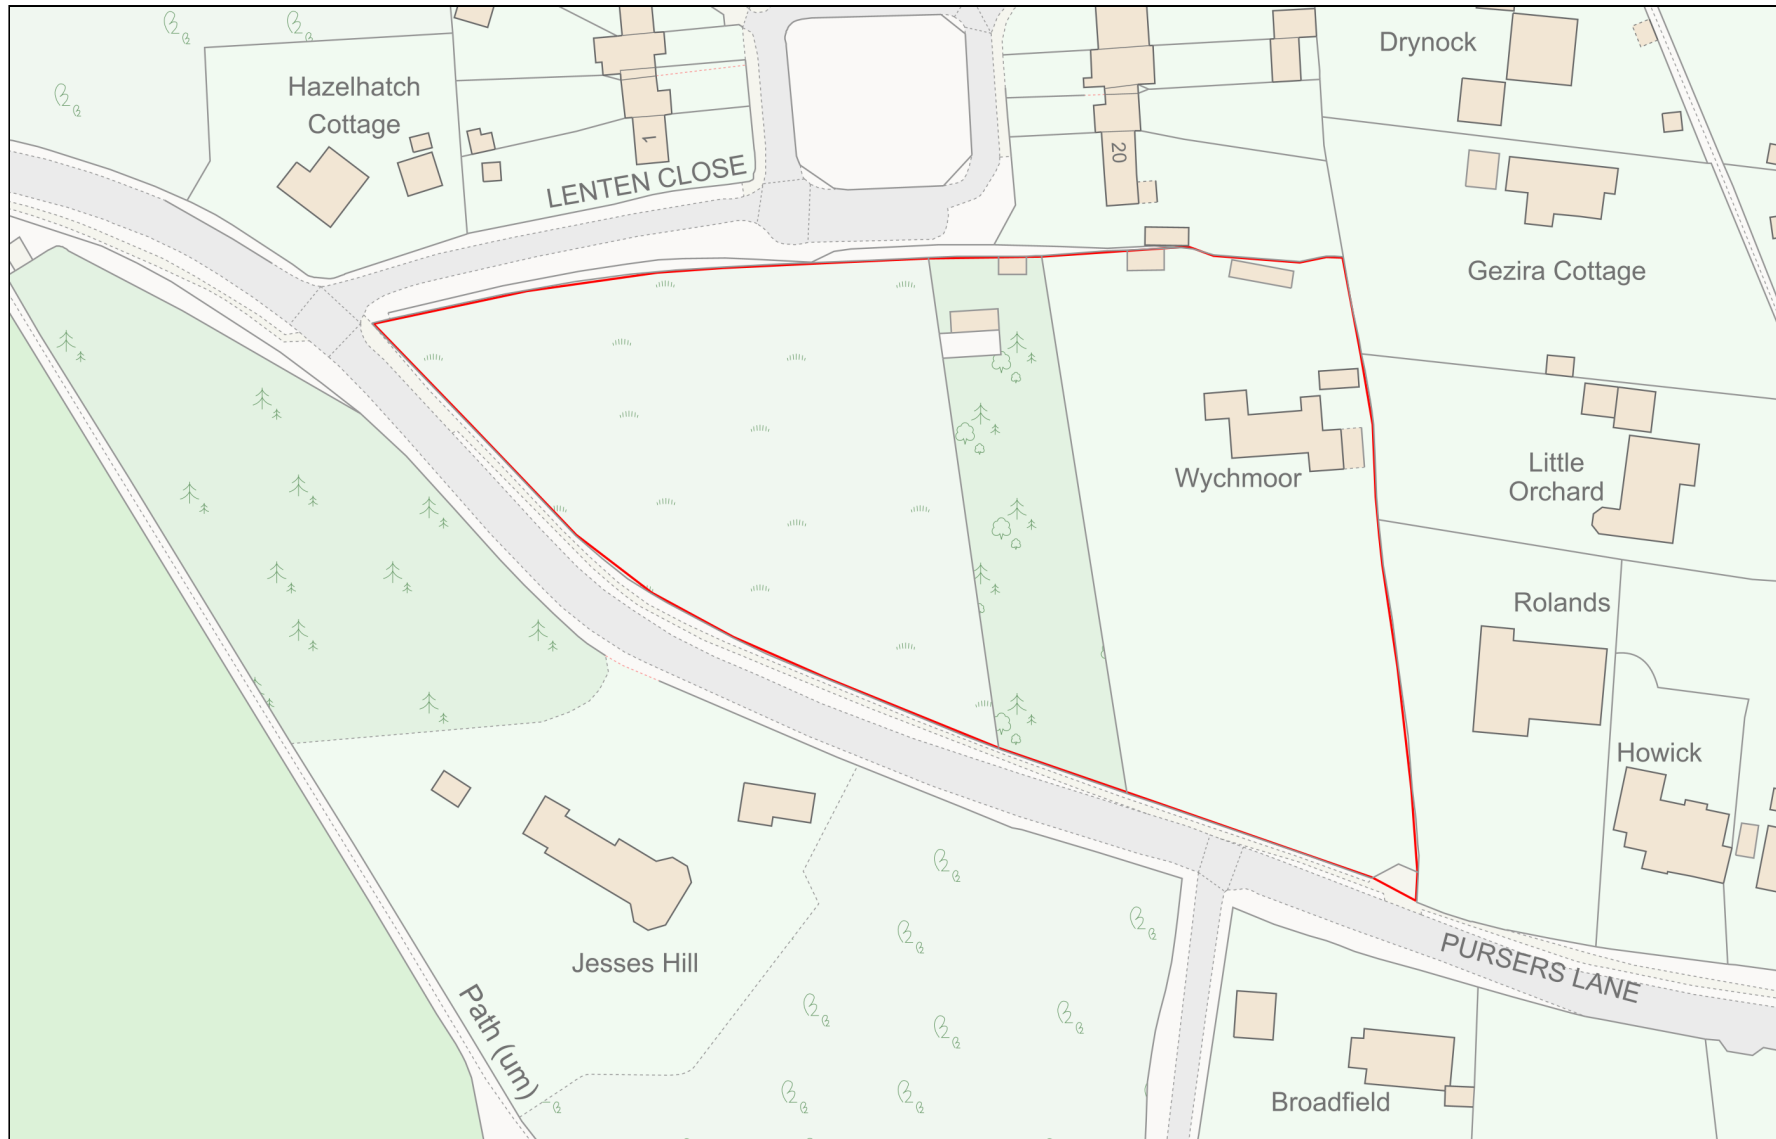 Drynock
Hazelhatch
Cottage
1
20
LENTEN CLOSE
Gezira Cottage
Little
Orchard
Wychmoor
Rolands
Howick
Jesses Hill
PURSERS LANE
Path (um)
Broadfield